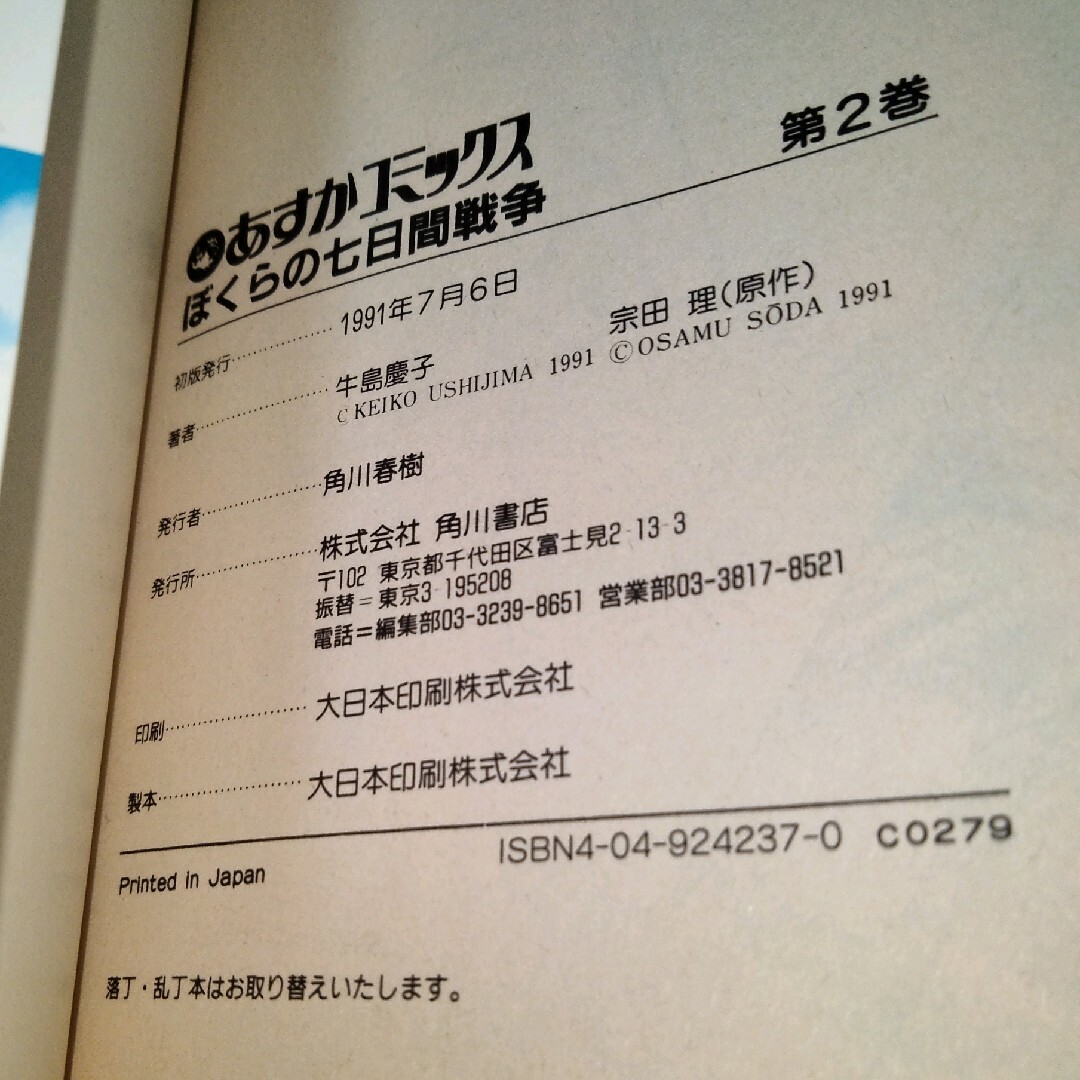 あすかコミックス
ぼくらの七日間戦争 第2巻
初版発行…………1991年7月6日
著者…………牛島慶子 宗田 理(原作)
©KEIKO USHIJIMA 1991 ©OSAMU SŌDA 1991
発行者…………角川春樹
発行所…………株式会社 角川書店
〒102 東京都千代田区富士見2-13-3
振替=東京3-195208
電話=編集部03-3239-8651 営業部03-3817-8521
印刷…………大日本印刷株式会社
製本…………大日本印刷株式会社
ISBN4-04-924237-0 C0279
Printed in Japan
落丁・乱丁本はお取り替えいたします。